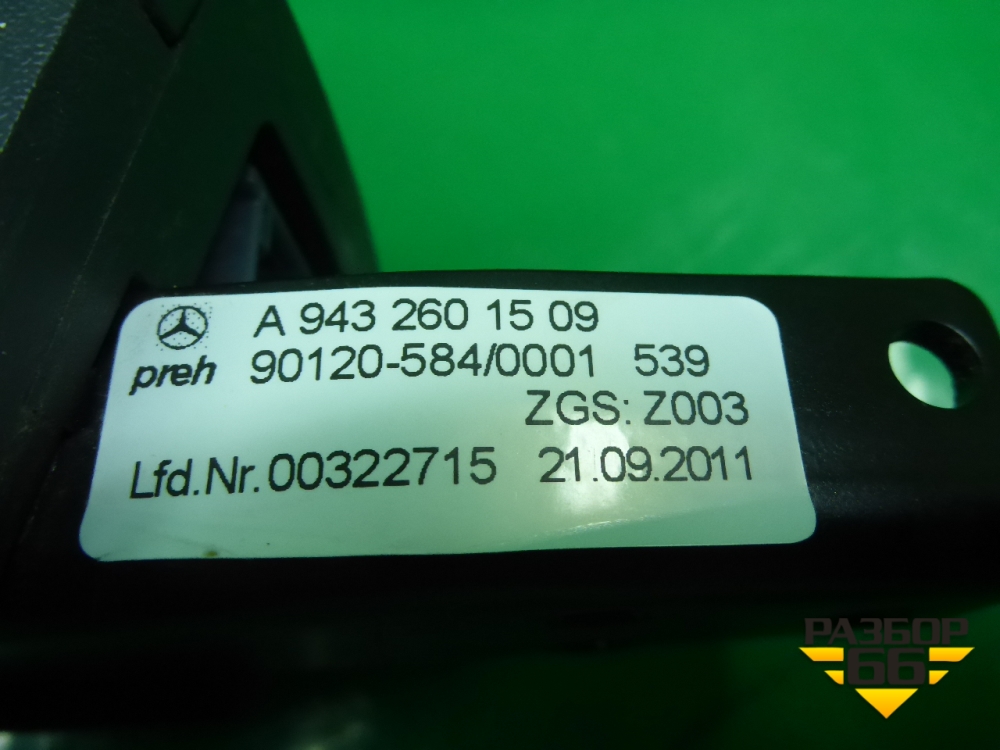 A 943 260 15 09
preh 90120-584/0001 539
ZGS: Z003
Lfd.Nr. 00322715 21.09.2011
РАЗБОР
66